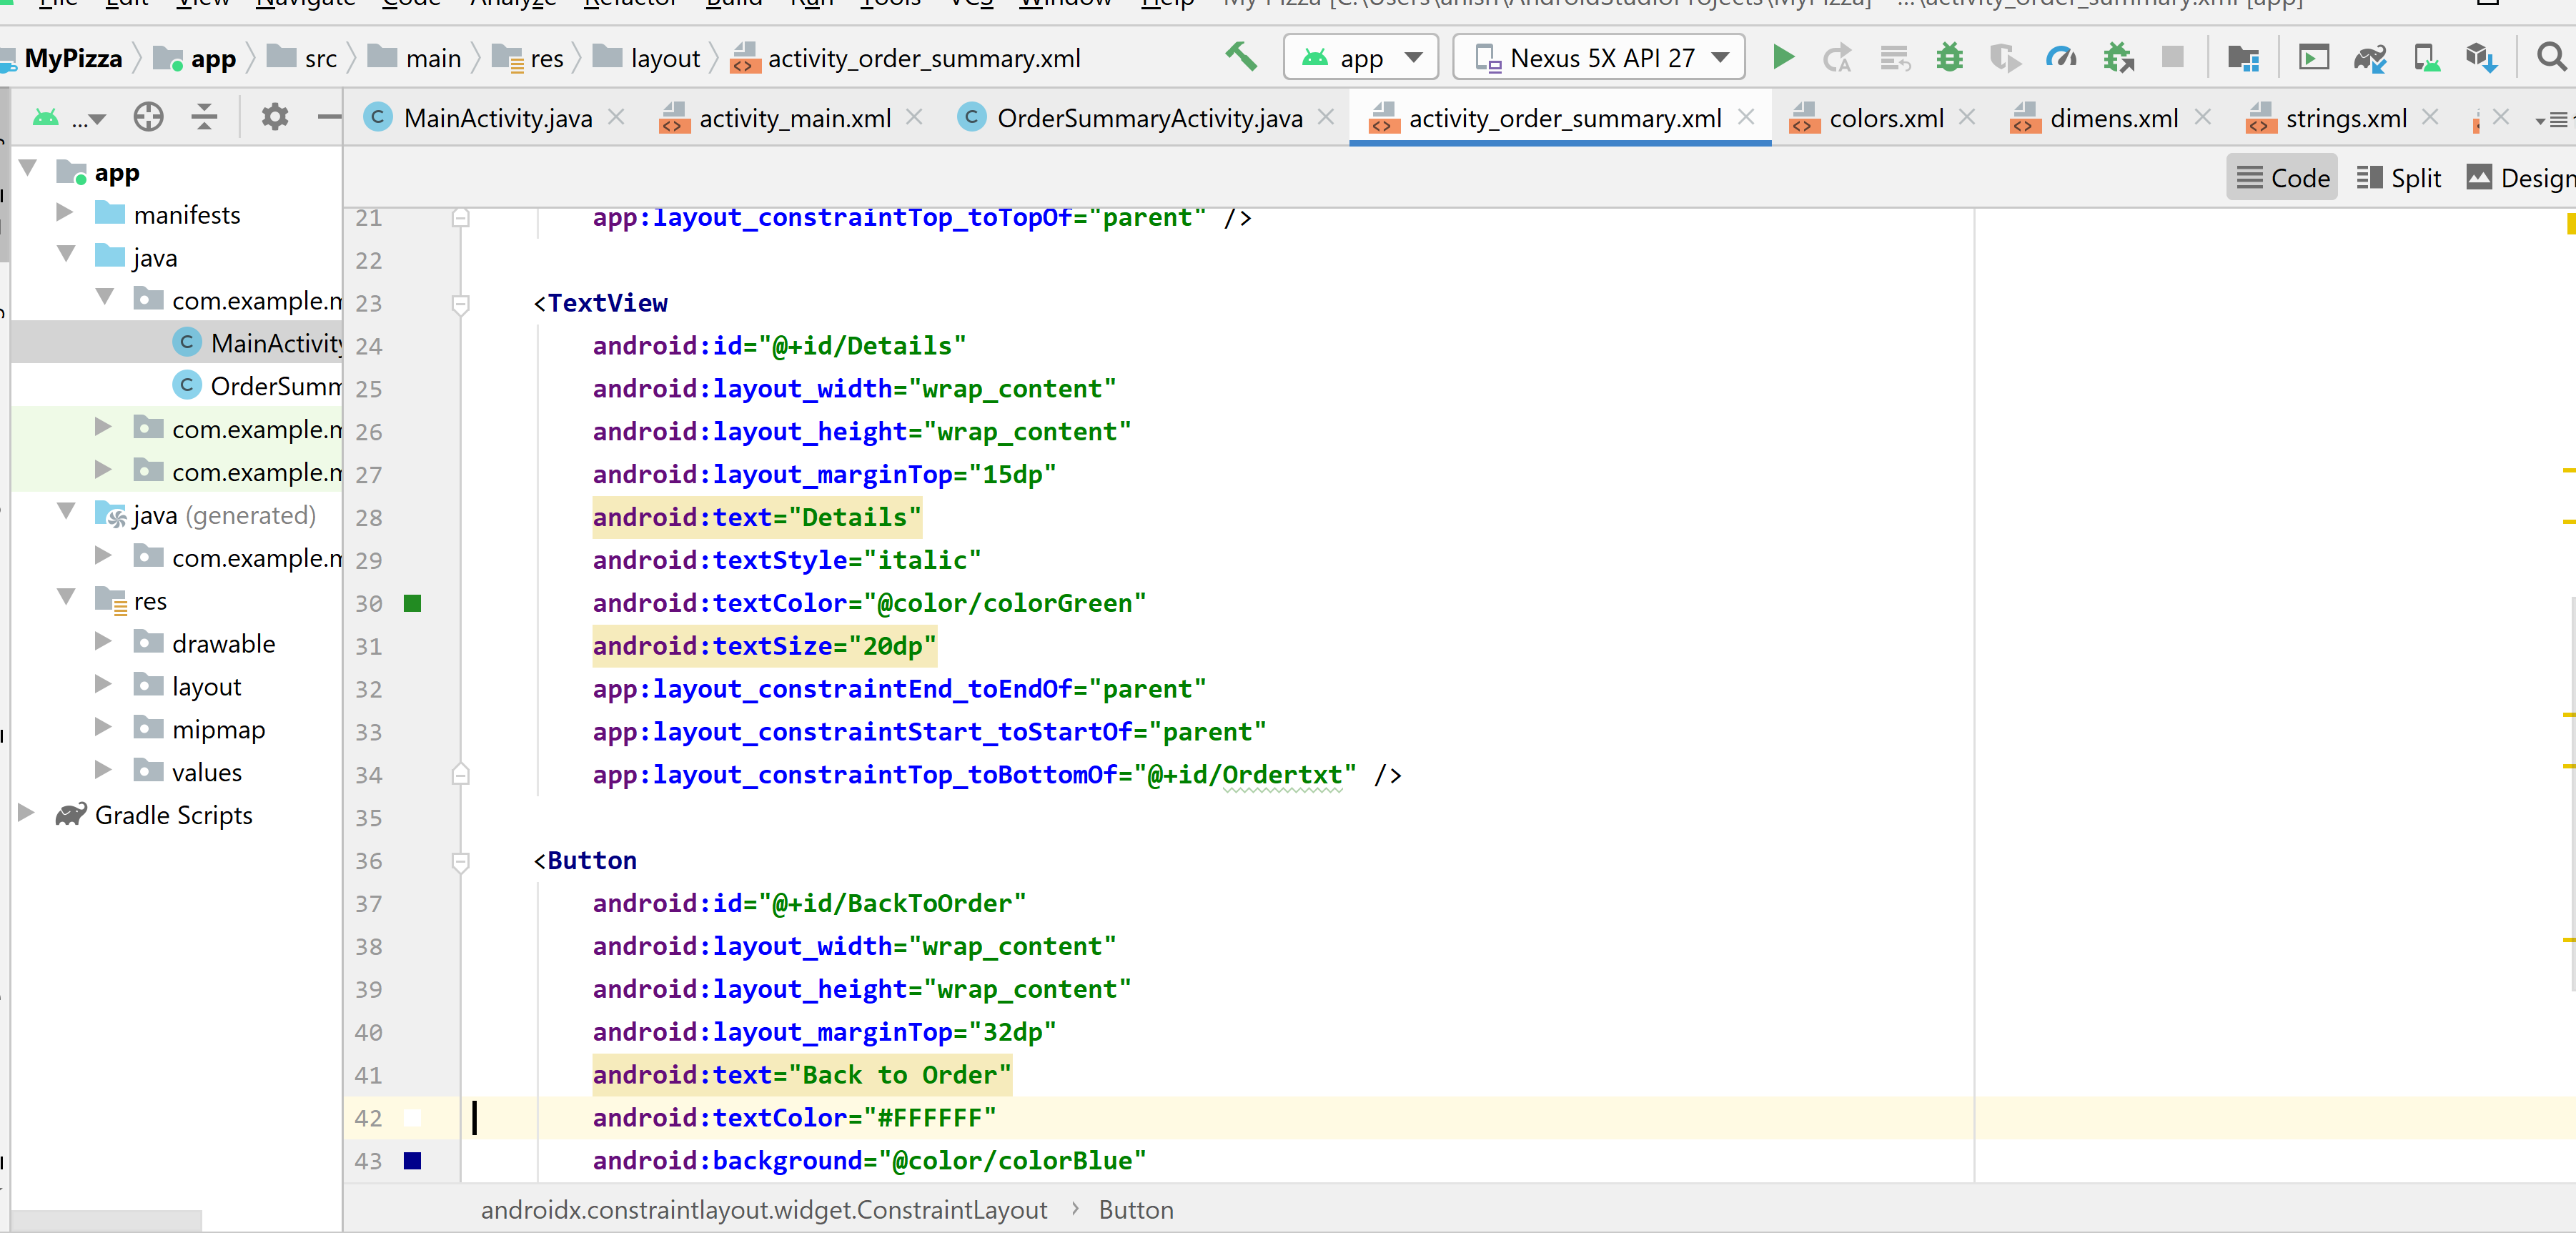 File Edit View Navigate Code Analyze Refactor Build Run Tools VCS Window Help My Pizza [C:\Users\anish\AndroidStudioProjects\MyPizza] - ...\activity_order_summary.xml [app]
MyPizza app src main res layout activity_order_summary.xml app Nexus 5X API 27
... MainActivity.java activity_main.xml OrderSummaryActivity.java activity_order_summary.xml colors.xml dimens.xml strings.xml
Code Split Design
app
manifests
java
com.example.m
MainActivity
OrderSumm
com.example.m
com.example.m
java (generated)
com.example.m
res
drawable
layout
mipmap
values
Gradle Scripts
21 app:layout_constraintTop_toTopOf="parent" />
22
23 <TextView
24 android:id="@+id/Details"
25 android:layout_width="wrap_content"
26 android:layout_height="wrap_content"
27 android:layout_marginTop="15dp"
28 android:text="Details"
29 android:textStyle="italic"
30 android:textColor="@color/colorGreen"
31 android:textSize="20dp"
32 app:layout_constraintEnd_toEndOf="parent"
33 app:layout_constraintStart_toStartOf="parent"
34 app:layout_constraintTop_toBottomOf="@+id/Ordertxt" />
35
36 <Button
37 android:id="@+id/BackToOrder"
38 android:layout_width="wrap_content"
39 android:layout_height="wrap_content"
40 android:layout_marginTop="32dp"
41 android:text="Back to Order"
42 android:textColor="#FFFFFF"
43 android:background="@color/colorBlue"
androidx.constraintlayout.widget.ConstraintLayout › Button